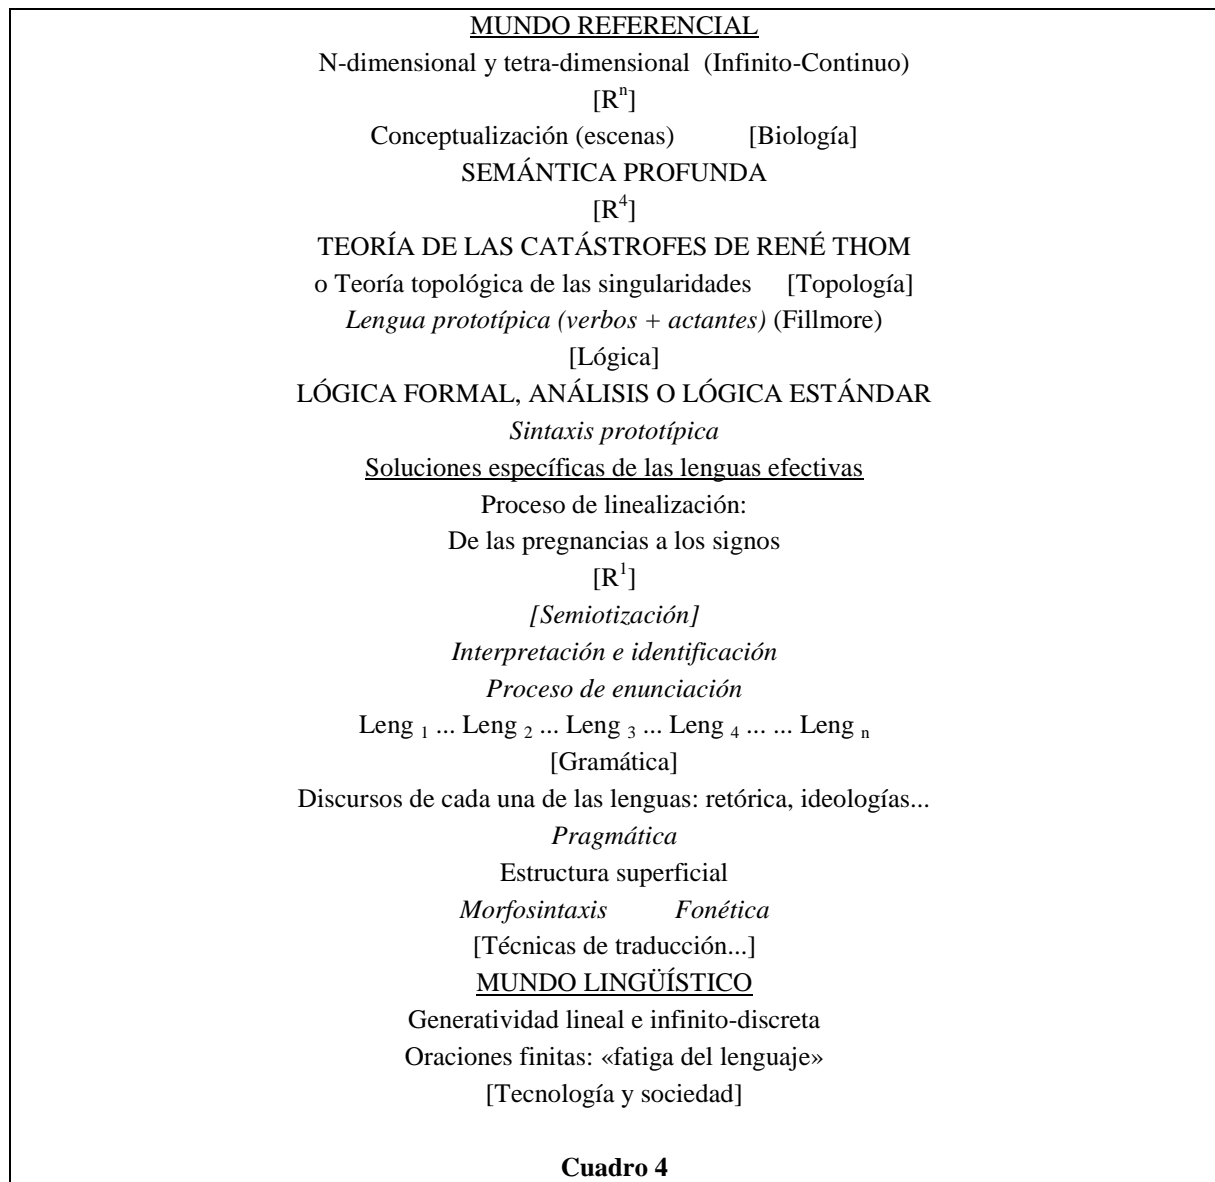 MUNDO REFERENCIAL
N-dimensional y tetra-dimensional (Infinito-Continuo)
[Rⁿ]
Conceptualización (escenas) [Biología]
SEMÁNTICA PROFUNDA
[R⁴]
TEORÍA DE LAS CATÁSTROFES DE RENÉ THOM
o Teoría topológica de las singularidades [Topología]
Lengua prototípica (verbos + actantes) (Fillmore)
[Lógica]
LÓGICA FORMAL, ANÁLISIS O LÓGICA ESTÁNDAR
Sintaxis prototípica
Soluciones específicas de las lenguas efectivas
Proceso de linealización:
De las pregnancias a los signos
[R¹]
[Semiotización]
Interpretación e identificación
Proceso de enunciación
Leng ₁ ... Leng ₂ ... Leng ₃ ... Leng ₄ ... ... Leng ₙ
[Gramática]
Discursos de cada una de las lenguas: retórica, ideologías...
Pragmática
Estructura superficial
Morfosintaxis Fonética
[Técnicas de traducción...]
MUNDO LINGÜÍSTICO
Generatividad lineal e infinito-discreta
Oraciones finitas: «fatiga del lenguaje»
[Tecnología y sociedad]
Cuadro 4